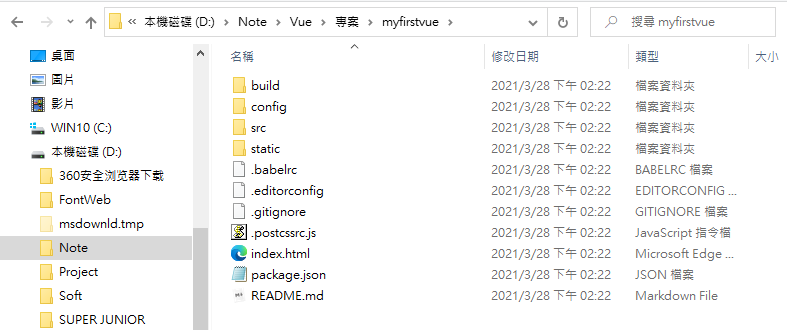 « 本機磁碟 (D:) › Note › Vue › 專案 › myfirstvue ›
搜尋 myfirstvue
桌面
圖片
影片
WIN10 (C:)
本機磁碟 (D:)
360安全浏览器下载
FontWeb
msdownld.tmp
Note
Project
Soft
SUPER JUNIOR
名稱 修改日期 類型 大小
build 2021/3/28 下午 02:22 檔案資料夾
config 2021/3/28 下午 02:22 檔案資料夾
src 2021/3/28 下午 02:22 檔案資料夾
static 2021/3/28 下午 02:22 檔案資料夾
.babelrc 2021/3/28 下午 02:22 BABELRC 檔案
.editorconfig 2021/3/28 下午 02:22 EDITORCONFIG ...
.gitignore 2021/3/28 下午 02:22 GITIGNORE 檔案
.postcssrc.js 2021/3/28 下午 02:22 JavaScript 指令檔
index.html 2021/3/28 下午 02:22 Microsoft Edge ...
package.json 2021/3/28 下午 02:22 JSON 檔案
README.md 2021/3/28 下午 02:22 Markdown File